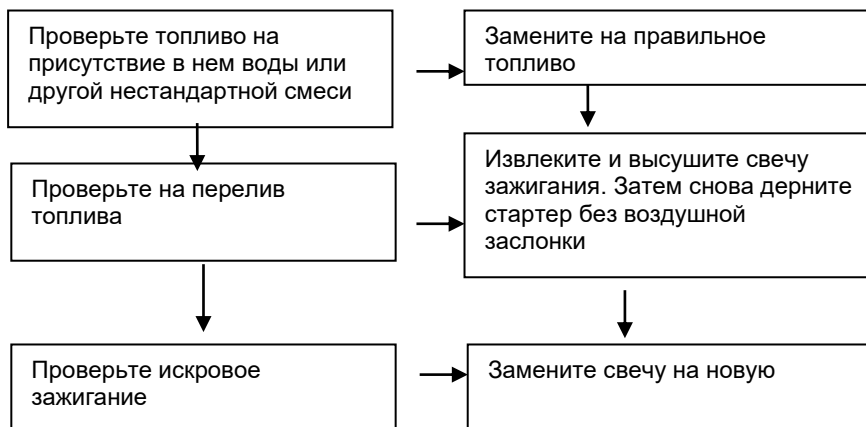 Проверьте топливо на
присутствие в нем воды или
другой нестандартной смеси
Замените на правильное
топливо
Проверьте на перелив
топлива
Извлеките и высушите свечу
зажигания. Затем снова дерните
стартер без воздушной
заслонки
Проверьте искровое
зажигание
Замените свечу на новую